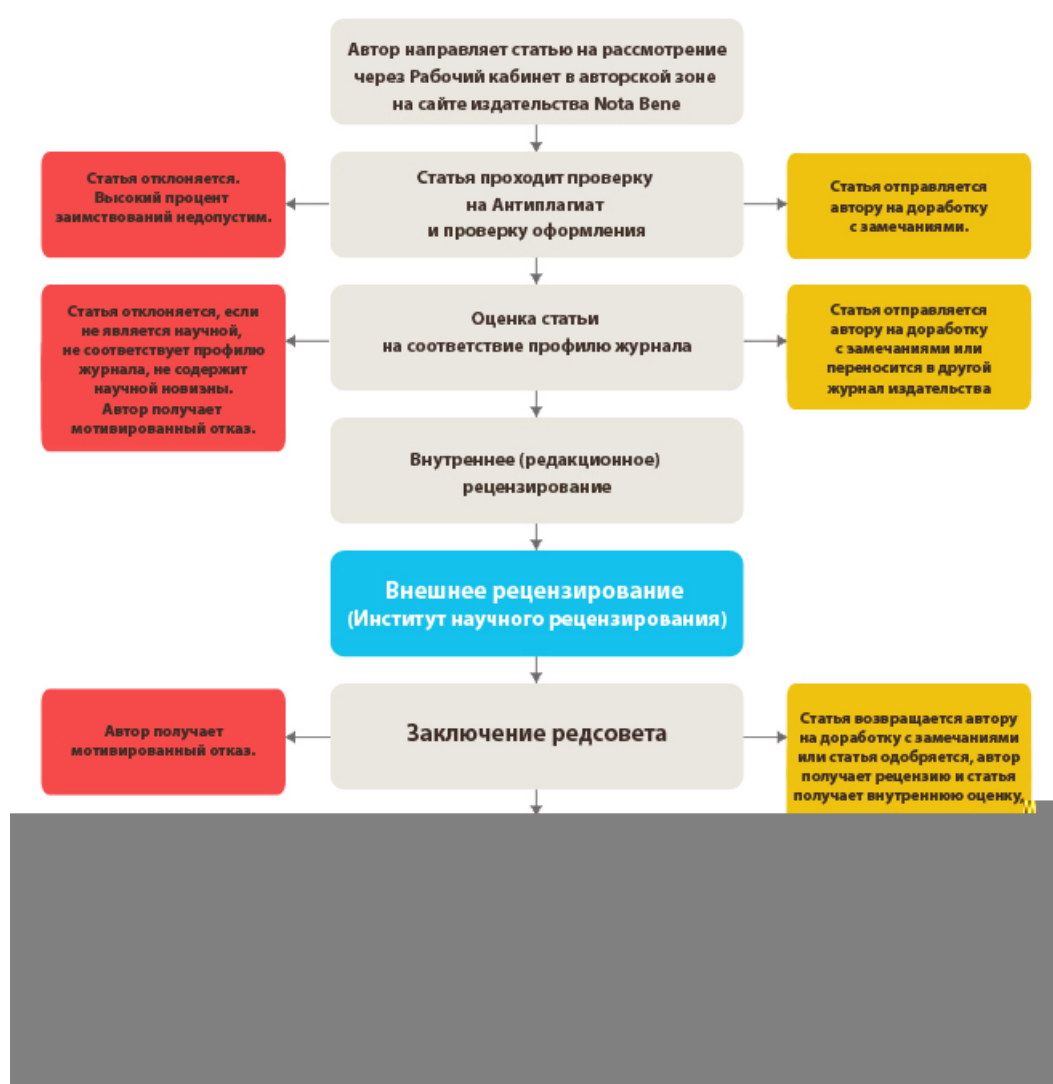 Автор направляет статью на рассмотрение
через Рабочий кабинет в авторской зоне
на сайте издательства Nota Bene
Статья отклоняется.
Высокий процент
заимствований недопустим.
Статья проходит проверку
на Антиплагиат
и проверку оформления
Статья отправляется
автору на доработку
с замечаниями.
Статья отклоняется, если
не является научной,
не соответствует профилю
журнала, не содержит
научной новизны.
Автор получает
мотивированный отказ.
Оценка статьи
на соответствие профилю журнала
Статья отправляется
автору на доработку
с замечаниями или
переносится в другой
журнал издательства
Внутреннее (редакционное)
рецензирование
Внешнее рецензирование
(Институт научного рецензирования)
Автор получает
мотивированный отказ.
Заключение редсовета
Статья возвращается автору
на доработку с замечаниями
или статья одобряется, автор
получает рецензию и статья
получает внутреннюю оценку,